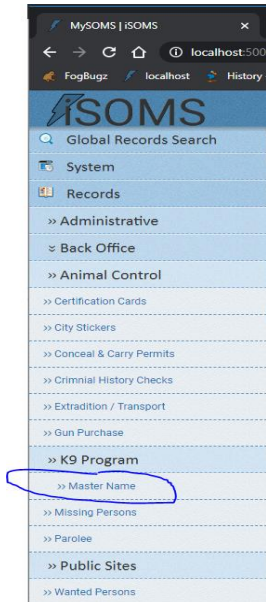 MySOMS | iSOMS ×
localhost:500
FogBugz localhost History
iSOMS
Global Records Search
System
Records
» Administrative
» Back Office
» Animal Control
» Certification Cards
» City Stickers
» Conceal & Carry Permits
» Crimnial History Checks
» Extradition / Transport
» Gun Purchase
» K9 Program
» Master Name
» Missing Persons
» Parolee
» Public Sites
» Wanted Persons